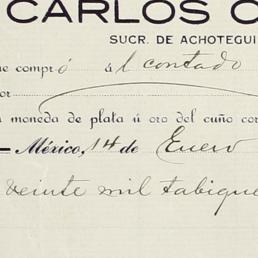 CARLOS
SUCR. DE ACHOTEGUI
compró al contado
or
moneda de plata ú oro del cuño
México, 14 de Enero
veinte mil tabique